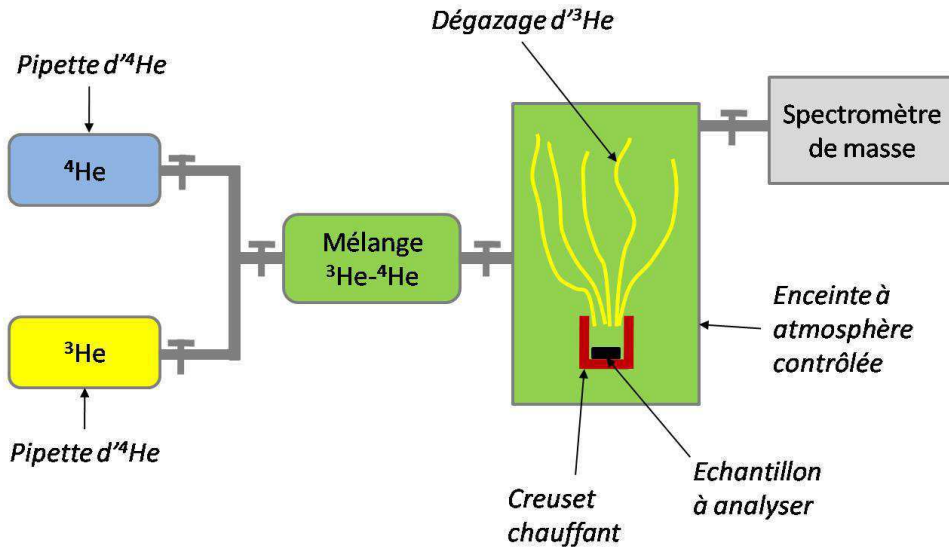 Pipette d'⁴He
⁴He
³He
Pipette d'⁴He
Mélange
³He-⁴He
Dégazage d'³He
Spectromètre
de masse
Enceinte à
atmosphère
contrôlée
Creuset
chauffant
Echantillon
à analyser